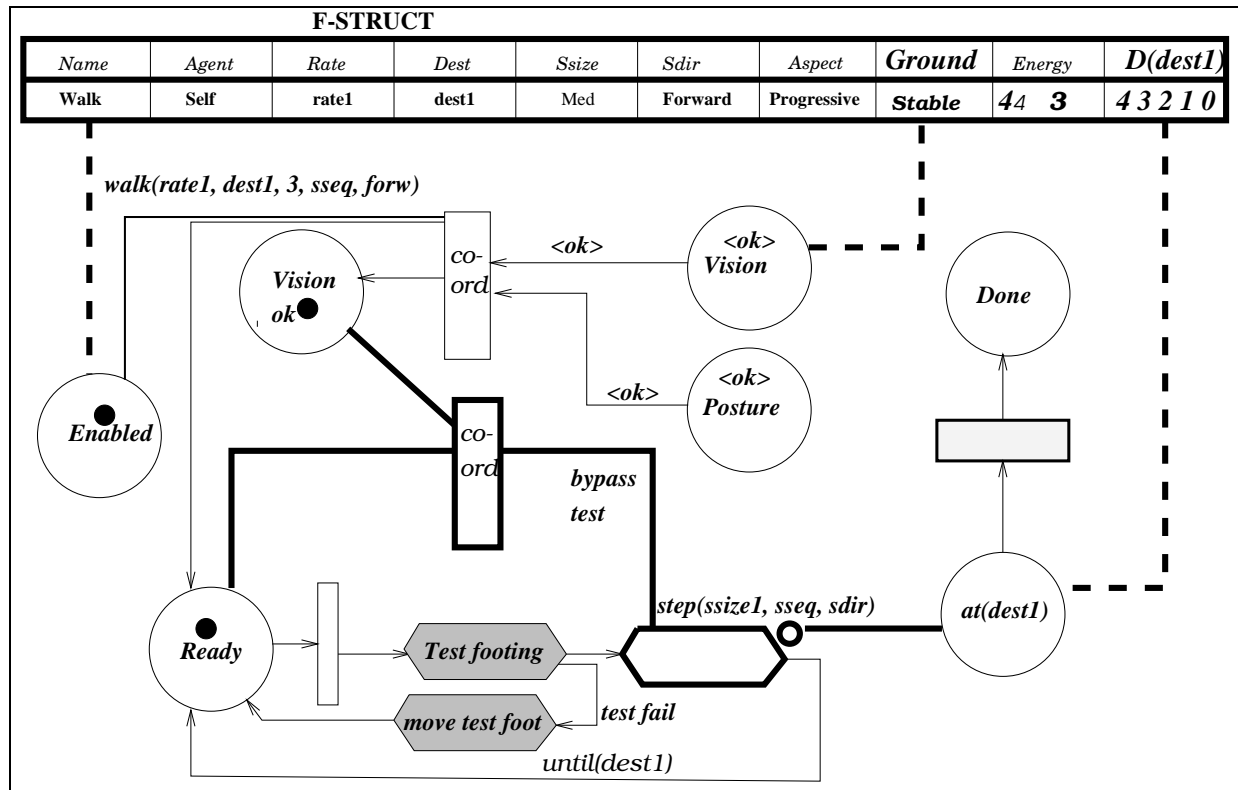 F-STRUCT
Name Agent Rate Dest Ssize Sdir Aspect Ground Energy D(dest1)
Walk Self rate1 dest1 Med Forward Progressive Stable 44 3 4 3 2 1 0
walk(rate1, dest1, 3, sseq, forw)
<ok>
<ok>
Vision
co-
ord
Vision
ok
Done
<ok>
<ok>
Posture
Enabled
co-
ord
bypass
test
step(ssize1, sseq, sdir)
at(dest1)
Ready
Test footing
move test foot
test fail
until(dest1)